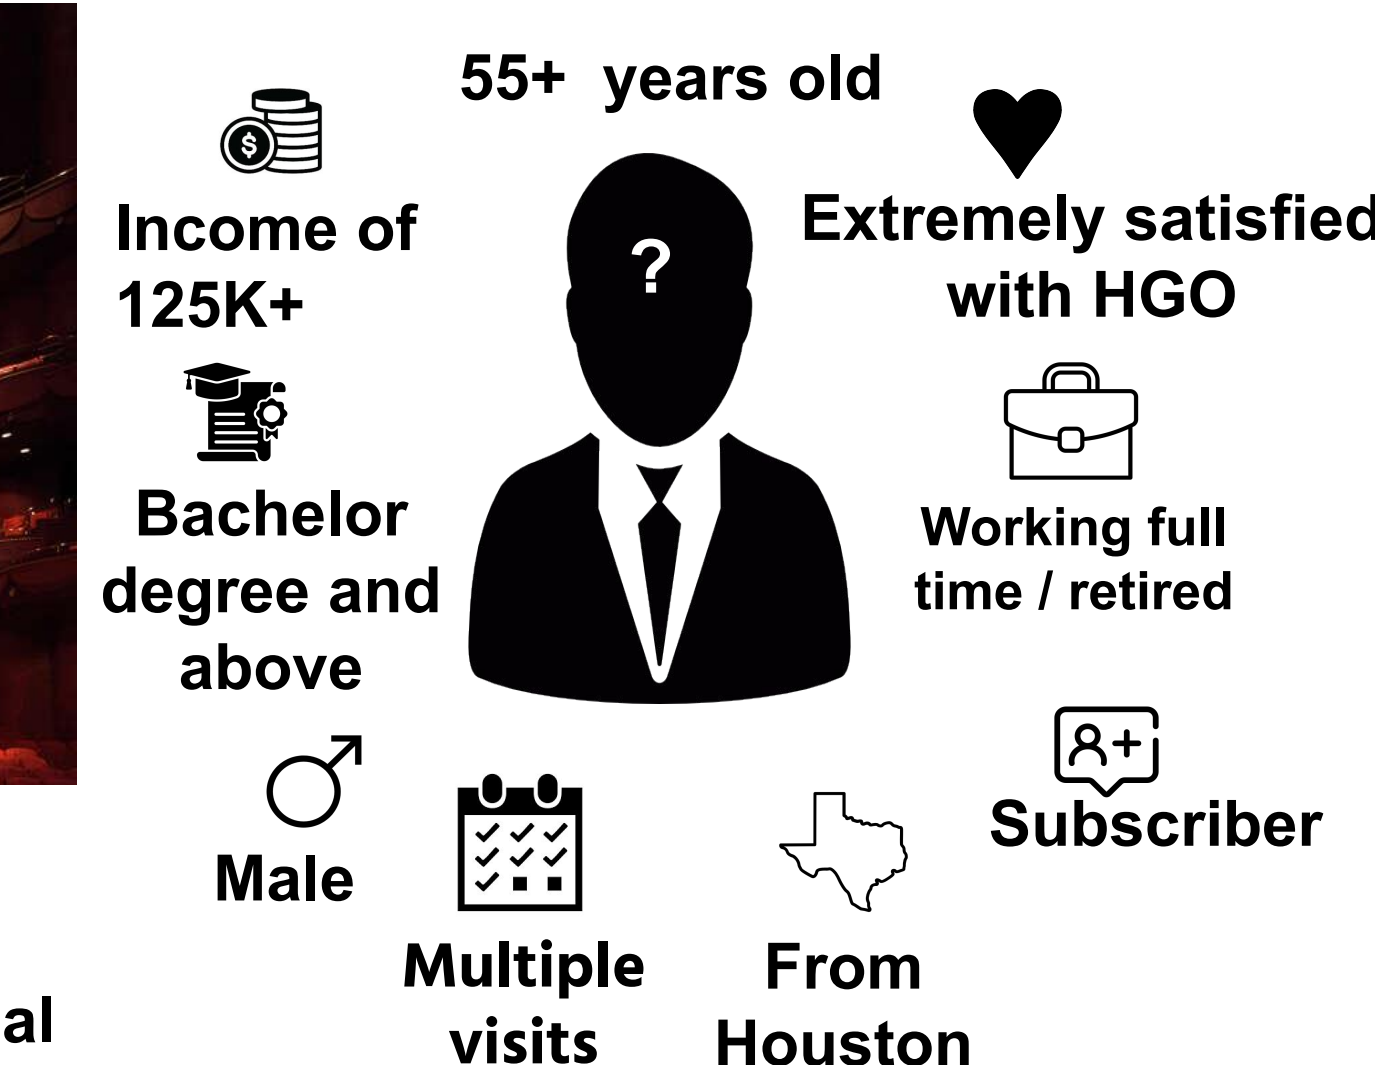 55+ years old
$
Income of
125K+
?
Extremely satisfied
with HGO
Bachelor
degree and
above
Working full
time / retired
Male
Subscriber
Multiple
visits
From
Houston
al